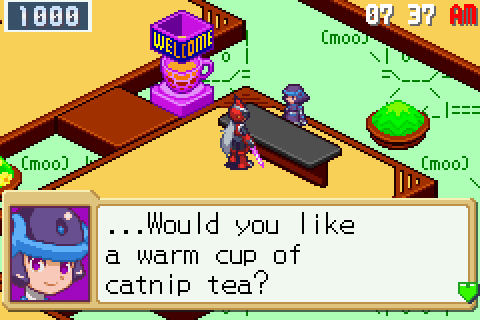 1000
07 37 AM
WELCOME
(moo)
(moo)
(moo)
(moo)
...Would you like
a warm cup of
catnip tea?